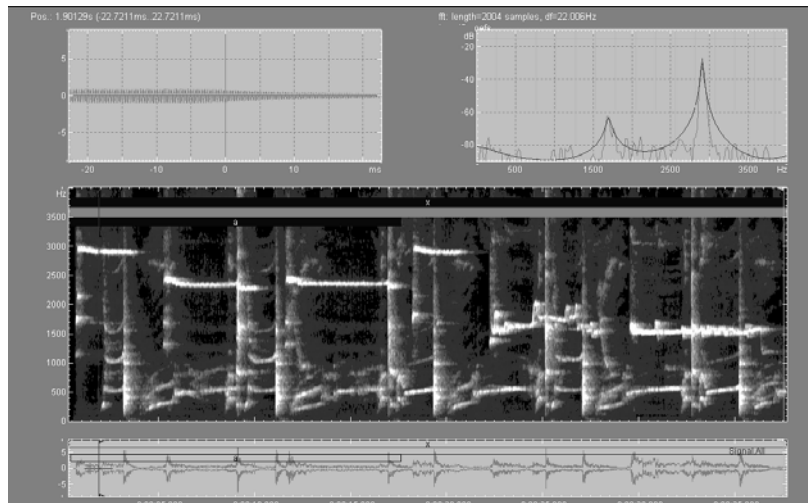 Pos.: 1.90129s (-22.7211ms..22.7211ms)
fft: length=2004 samples, df=22.006Hz
5
0
-5
-20
-10
0
10
ms
dB
-20
-40
-60
-80
500
1500
2500
3500
Hz
Hz
3500
3000
2500
2000
1500
1000
500
0
x
a
x
Signal All
5
0
-5